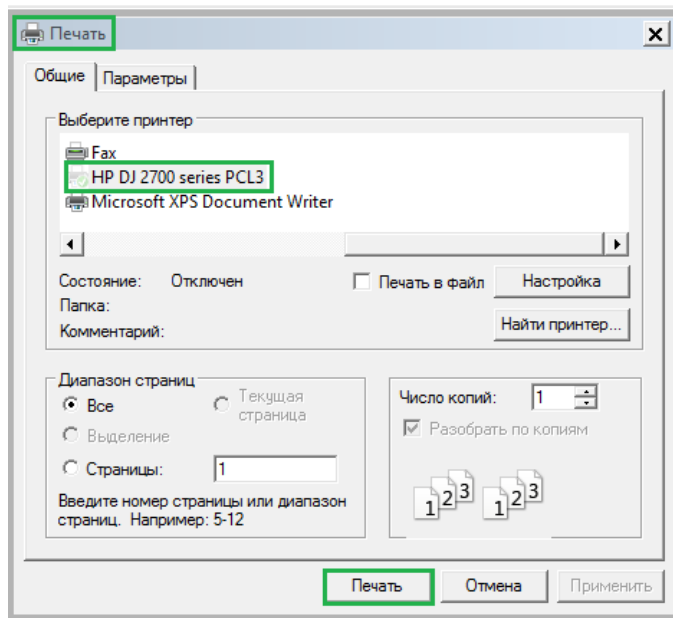 Печать
Общие Параметры
Выберите принтер
Fax
HP DJ 2700 series PCL3
Microsoft XPS Document Writer
Состояние: Отключен
Печать в файл
Настройка
Папка:
Комментарий:
Найти принтер...
Диапазон страниц
Все
Текущая
страница
Выделение
Страницы: 1
Введите номер страницы или диапазон
страниц. Например: 5-12
Число копий: 1
Разобрать по копиям
1 2 3 1 2 3
Печать Отмена Применить